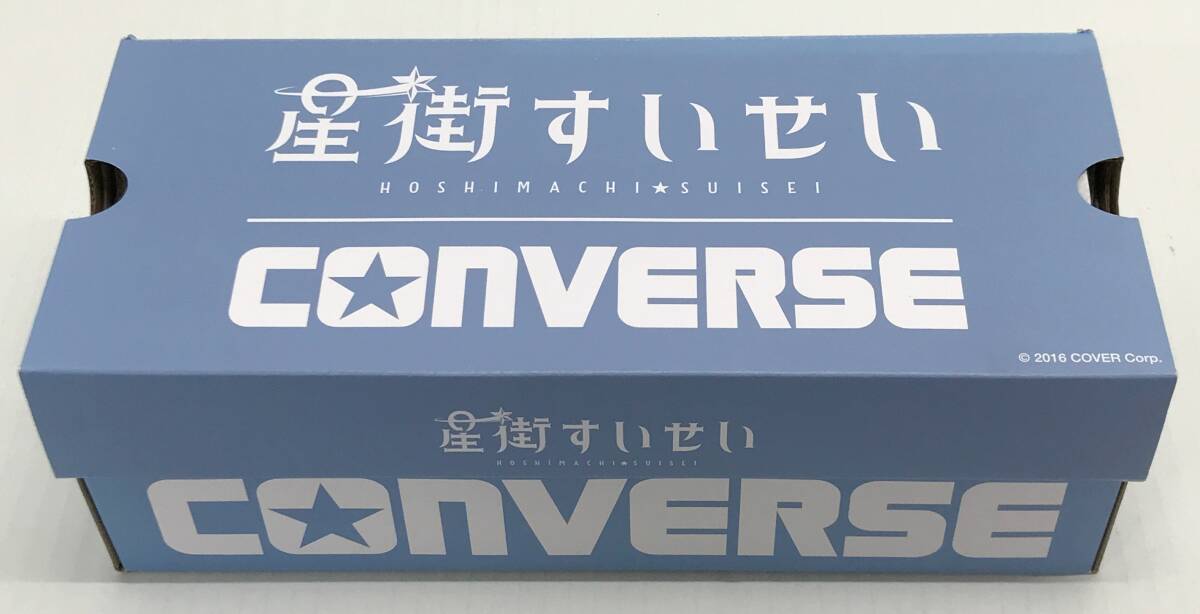 星街すいせい
HOSHIMACHI★SUISEI
CONVERSE
© 2016 COVER Corp.
星街すいせい
HOSHIMACHI★SUISEI
CONVERSE